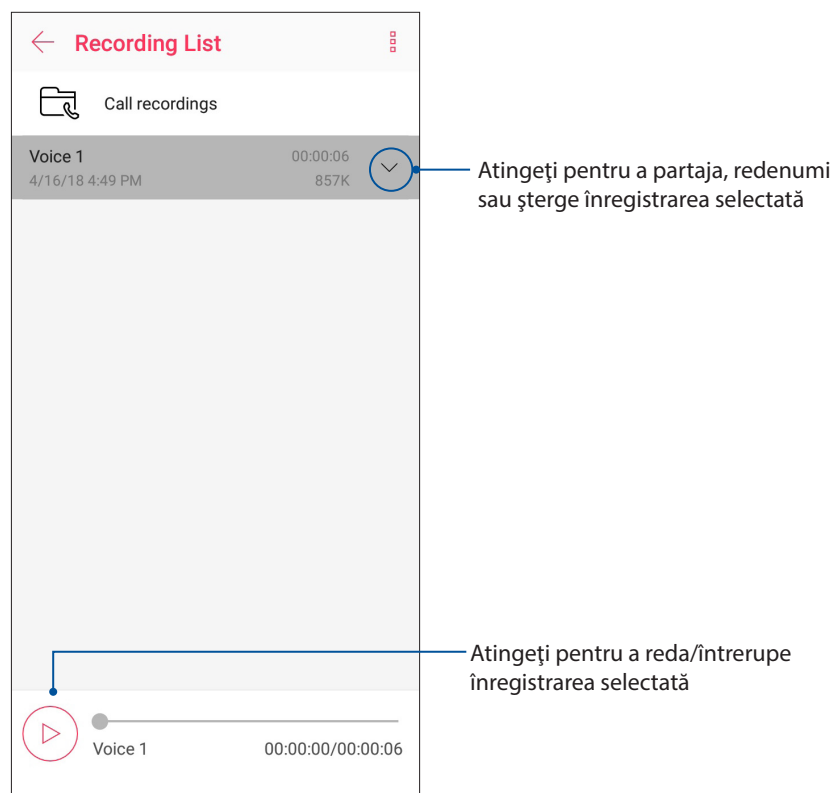 Recording List
Call recordings
Voice 1 00:00:06
4/16/18 4:49 PM 857K
Atingeţi pentru a partaja, redenumi
sau şterge înregistrarea selectată
Atingeţi pentru a reda/întrerupe
înregistrarea selectată
Voice 1 00:00:00/00:00:06